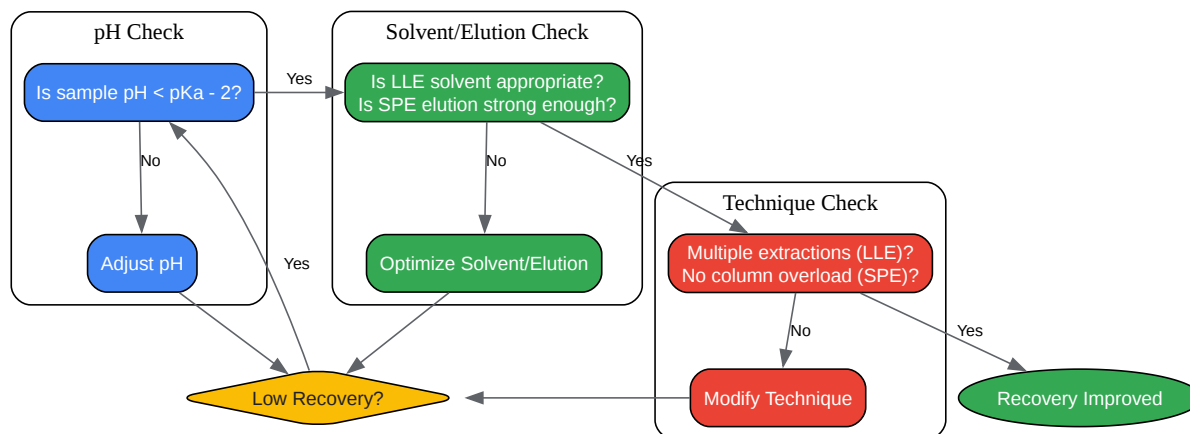 pH Check
Solvent/Elution Check
Is sample pH < pKa - 2?
Yes
Is LLE solvent appropriate?
Is SPE elution strong enough?
No
No
Yes
Technique Check
Adjust pH
Yes
Optimize Solvent/Elution
Multiple extractions (LLE)?
No column overload (SPE)?
No
Yes
Low Recovery?
Modify Technique
Recovery Improved